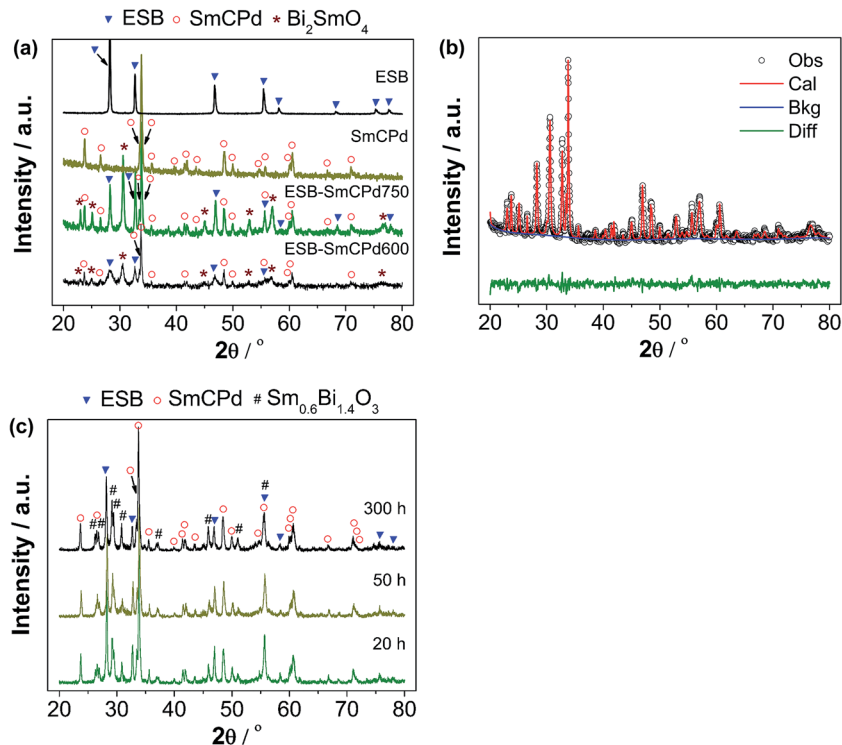 ▼ ESB ○ SmCPd * Bi₂SmO₄
(a)
Intensity / a.u.
ESB
SmCPd
ESB-SmCPd750
ESB-SmCPd600
20 30 40 50 60 70 80
2θ / °
(b)
Intensity / a.u.
Obs
Cal
Bkg
Diff
20 30 40 50 60 70 80
2θ / °
▼ ESB ○ SmCPd # Sm₀.₆Bi₁.₄O₃
(c)
Intensity / a.u.
300 h
50 h
20 h
20 30 40 50 60 70 80
2θ / °